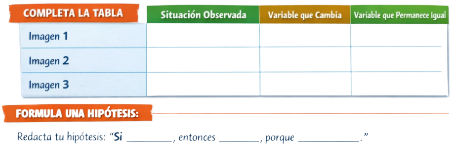 COMPLETA LA TABLA Situación Observada Variable que Cambia Variable que Permanece igual
Imagen 1
Imagen 2
Imagen 3
FORMULA UNA HIPÓTESIS:
Redacta tu hipótesis: "Si ________, entonces _______, porque ___________."